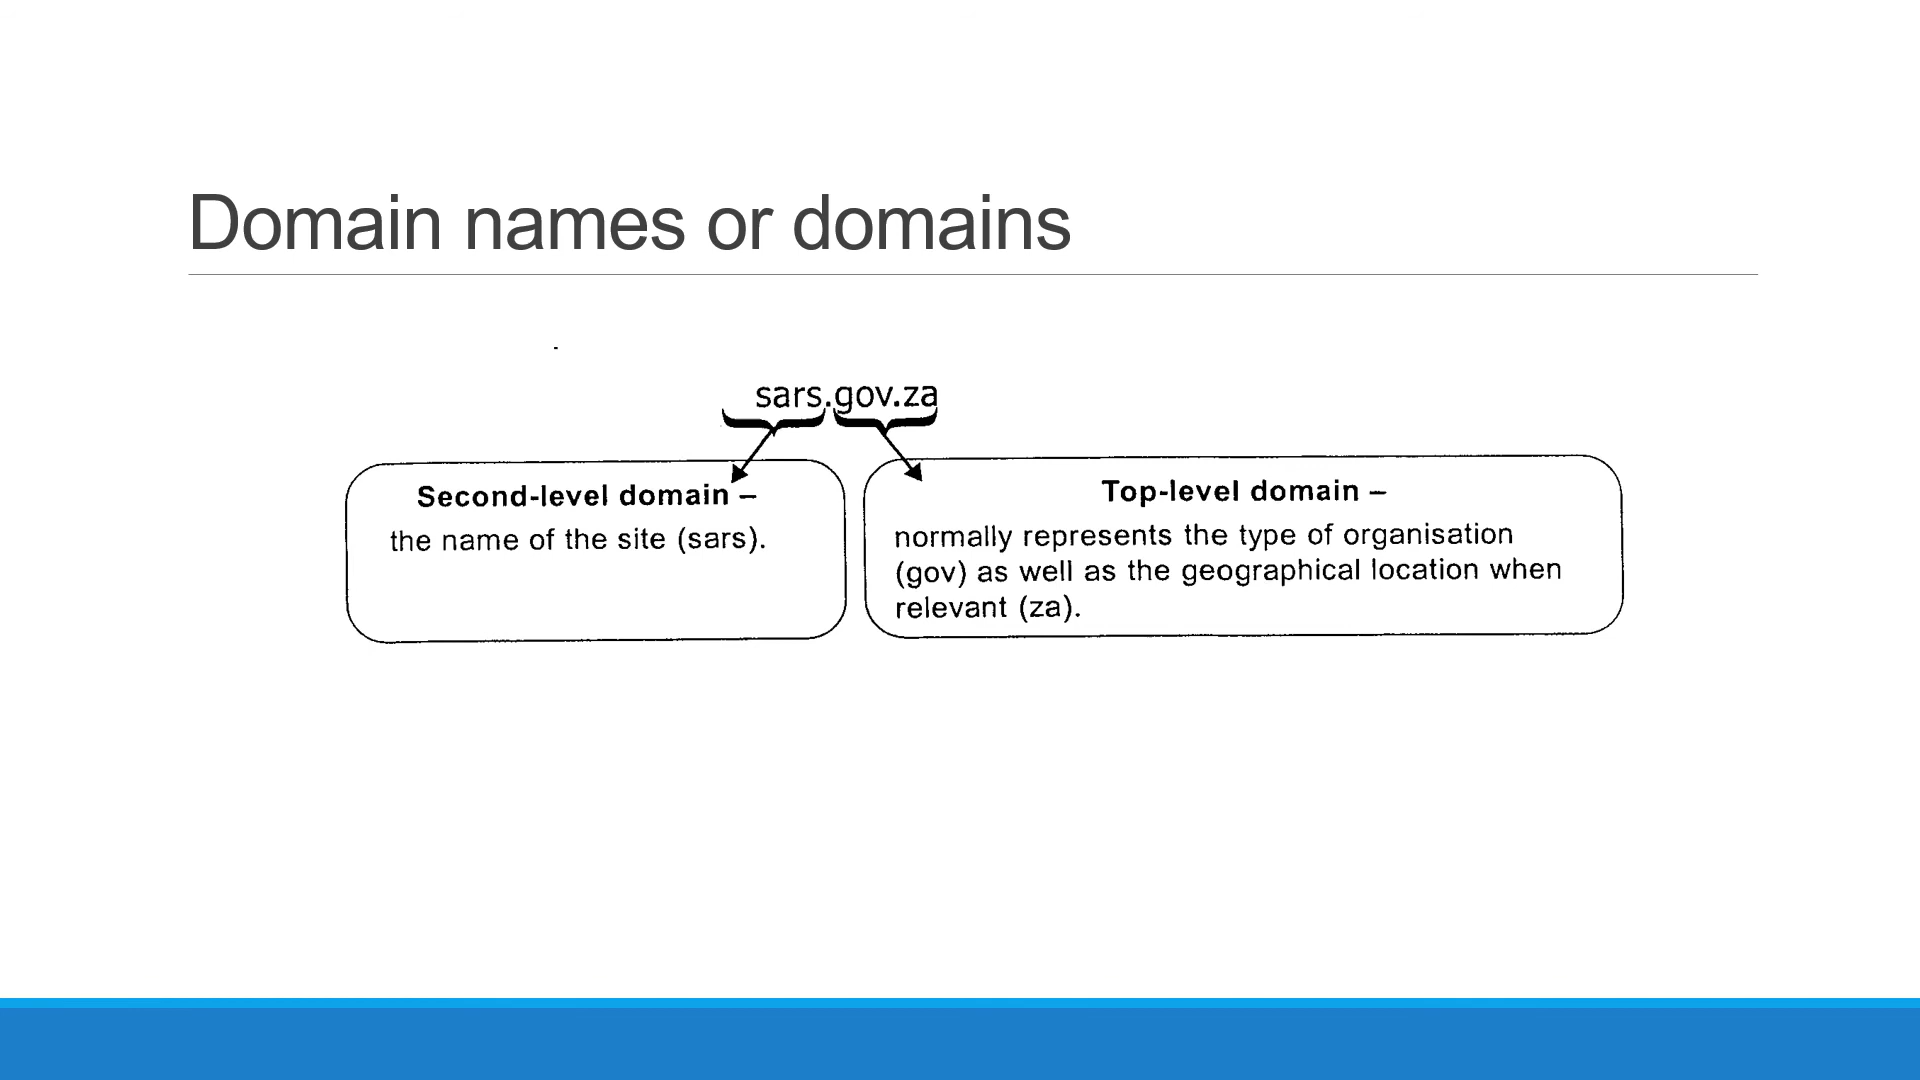 Domain names or domains
sars.gov.za
Second-level domain –
the name of the site (sars).
Top-level domain –
normally represents the type of organisation
(gov) as well as the geographical location when
relevant (za).